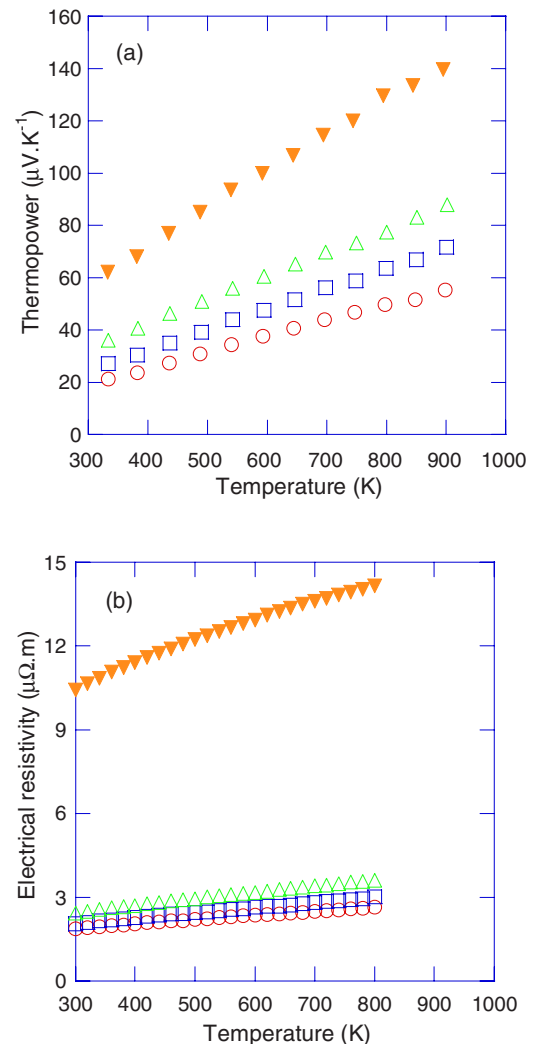 160
140
120
100
80
60
40
20
0
(a)
Thermopower (μV.K⁻¹)
300 400 500 600 700 800 900 1000
Temperature (K)
15
12
9
6
3
0
(b)
Electrical resistivity (μΩ.m)
300 400 500 600 700 800 900 1000
Temperature (K)